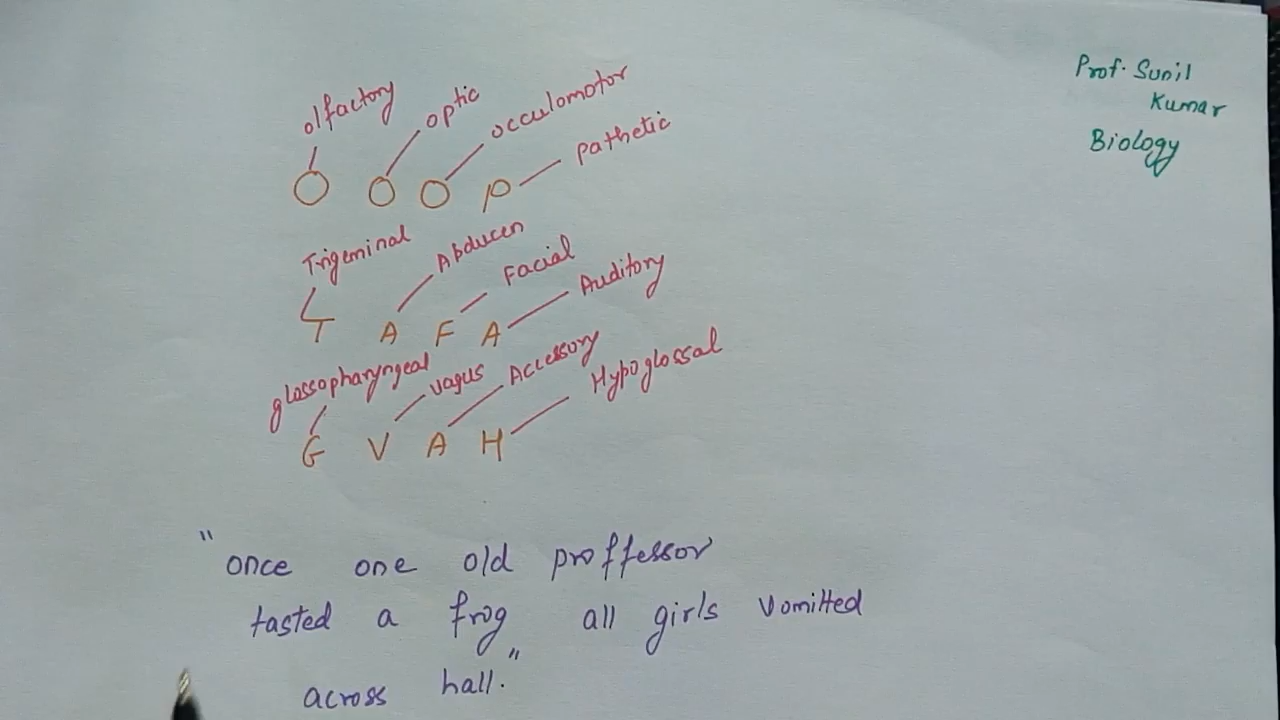 olfactory optic occulomotor pathetic
O O O P
Trigeminal Abducen Facial Auditory
T A F A
glossopharyngeal vagus Accessory Hypoglossal
G V A H
"once one old proffessor
tasted a frog all girls vomitted
across hall."
Prof. Sunil
Kumar
Biology